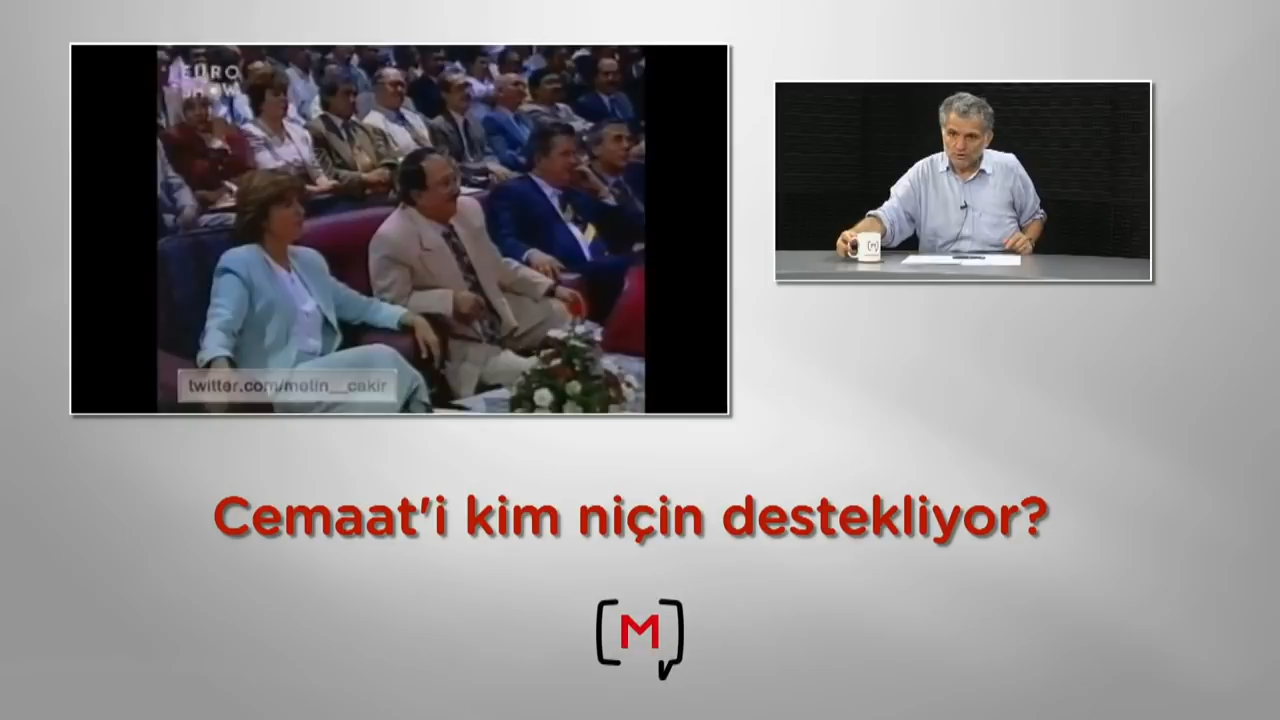 EURO
SHOW
twitter.com/metin__cakir
[M]
Cemaat'i kim niçin destekliyor?
[M]